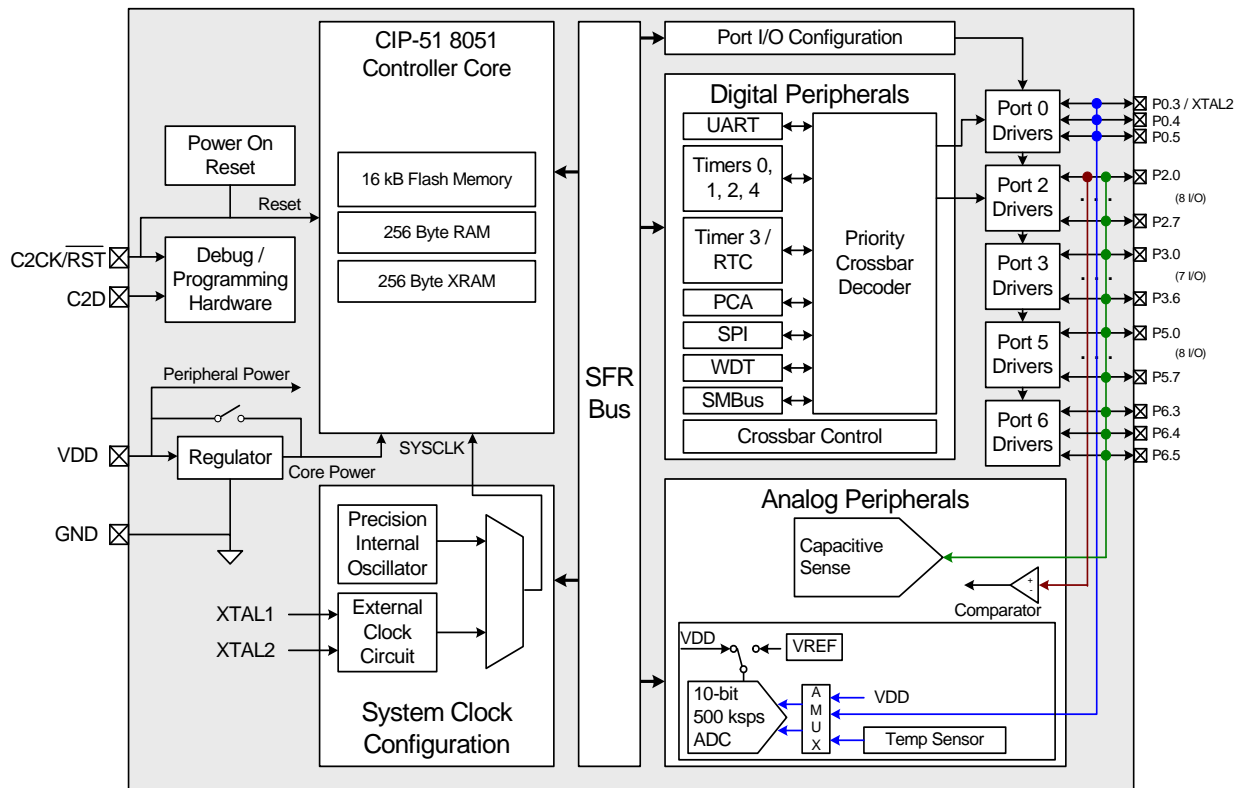 CIP-51 8051
Controller Core
16 kB Flash Memory
256 Byte RAM
256 Byte XRAM
Power On
Reset
Reset
C2CK/RST
Debug /
Programming
Hardware
C2D
Peripheral Power
VDD
Regulator
Core Power
SYSCLK
GND
Precision
Internal
Oscillator
XTAL1
XTAL2
External
Clock
Circuit
System Clock
Configuration
SFR
Bus
Port I/O Configuration
Digital Peripherals
UART
Timers 0,
1, 2, 4
Timer 3 /
RTC
PCA
SPI
WDT
SMBus
Priority
Crossbar
Decoder
Crossbar Control
Port 0
Drivers
Port 2
Drivers
Port 3
Drivers
Port 5
Drivers
Port 6
Drivers
P0.3 / XTAL2
P0.4
P0.5
P2.0
(8 I/O)
P2.7
P3.0
(7 I/O)
P3.6
P5.0
(8 I/O)
P5.7
P6.3
P6.4
P6.5
Analog Peripherals
Capacitive
Sense
+
-
Comparator
VDD
VREF
10-bit
500 ksps
ADC
A
M
U
X
VDD
Temp Sensor